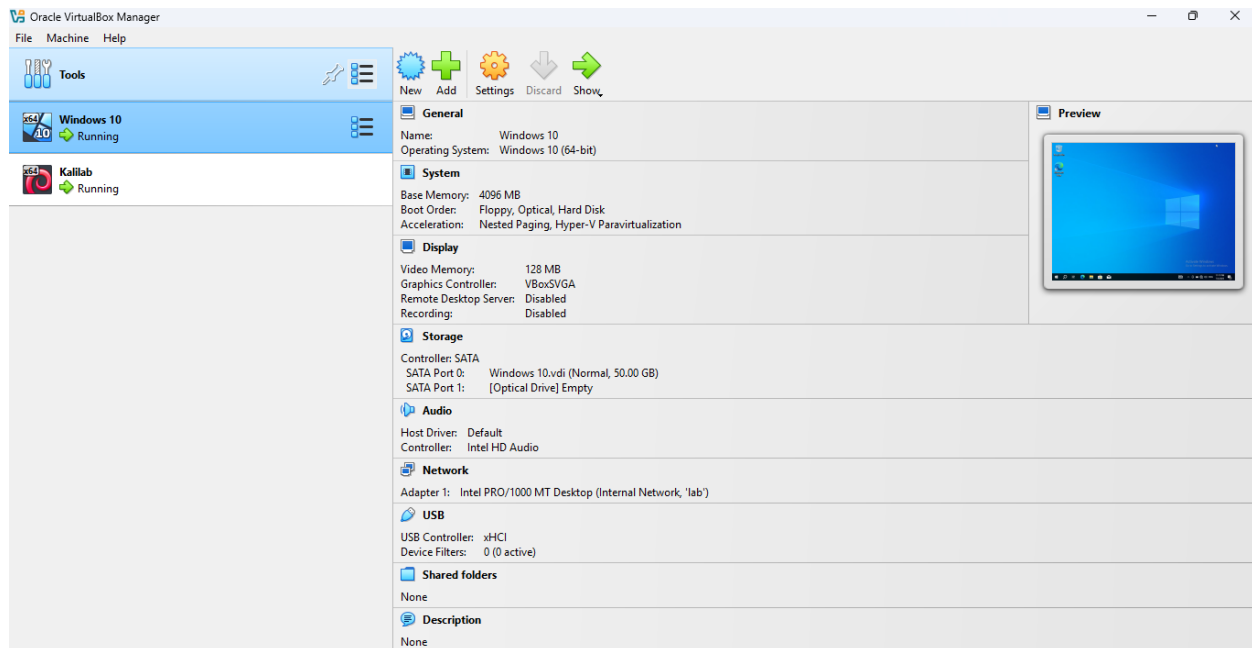 Oracle VirtualBox Manager
File Machine Help
Tools
New Add Settings Discard Show
x64 10 Windows 10
Running
x64 Kalilab
Running
General
Name: Windows 10
Operating System: Windows 10 (64-bit)
Preview
System
Base Memory: 4096 MB
Boot Order: Floppy, Optical, Hard Disk
Acceleration: Nested Paging, Hyper-V Paravirtualization
Display
Video Memory: 128 MB
Graphics Controller: VBoxSVGA
Remote Desktop Server: Disabled
Recording: Disabled
Storage
Controller: SATA
SATA Port 0: Windows 10.vdi (Normal, 50.00 GB)
SATA Port 1: [Optical Drive] Empty
Audio
Host Driver: Default
Controller: Intel HD Audio
Network
Adapter 1: Intel PRO/1000 MT Desktop (Internal Network, 'lab')
USB
USB Controller: xHCI
Device Filters: 0 (0 active)
Shared folders
None
Description
None